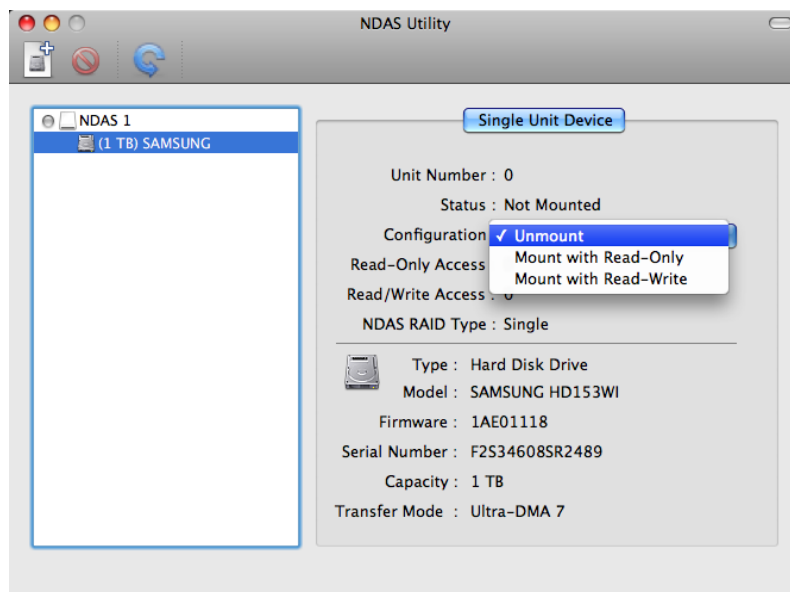 NDAS Utility
NDAS 1
(1 TB) SAMSUNG
Single Unit Device
Unit Number : 0
Status : Not Mounted
Configuration ✓ Unmount
Mount with Read-Only
Mount with Read-Write
Read-Only Access
Read/Write Access : 0
NDAS RAID Type : Single
Type : Hard Disk Drive
Model : SAMSUNG HD153WI
Firmware : 1AE01118
Serial Number : F2S34608SR2489
Capacity : 1 TB
Transfer Mode : Ultra-DMA 7